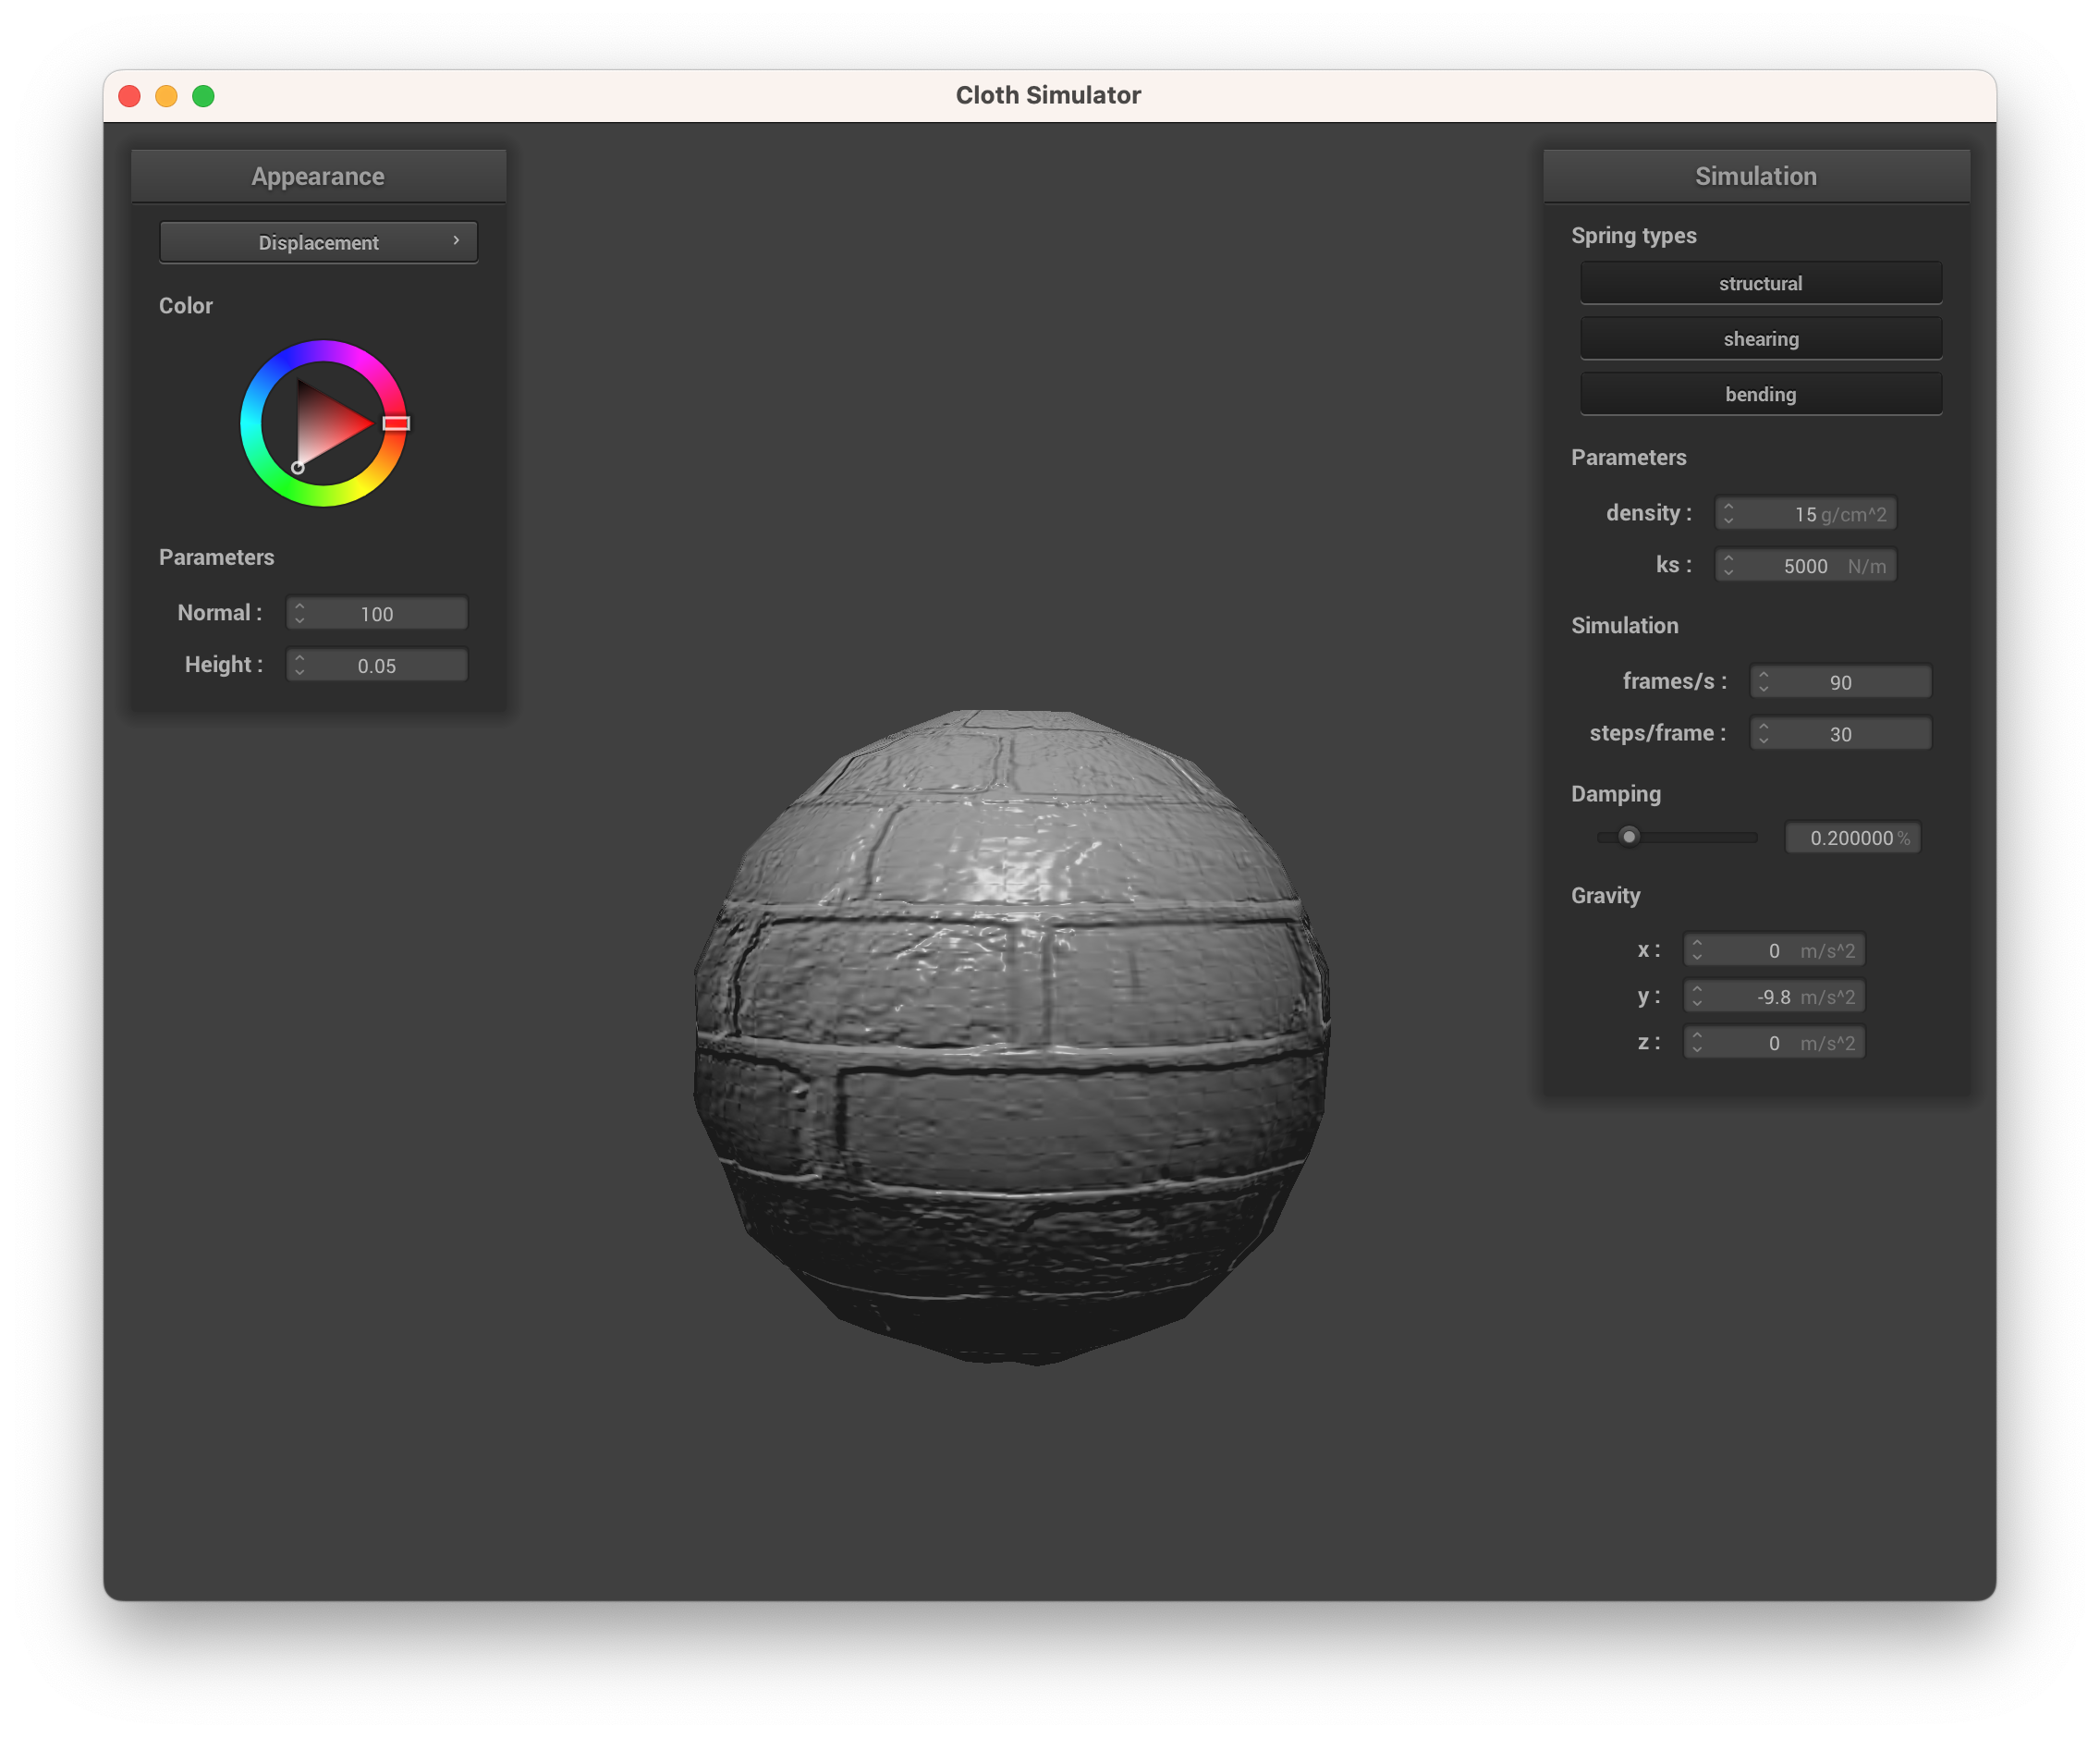 Cloth Simulator
Appearance
Displacement ›
Color
Parameters
Normal : 100
Height : 0.05
Simulation
Spring types
structural
shearing
bending
Parameters
density : 15 g/cm^2
ks : 5000 N/m
Simulation
frames/s : 90
steps/frame : 30
Damping
0.200000 %
Gravity
x : 0 m/s^2
y : -9.8 m/s^2
z : 0 m/s^2